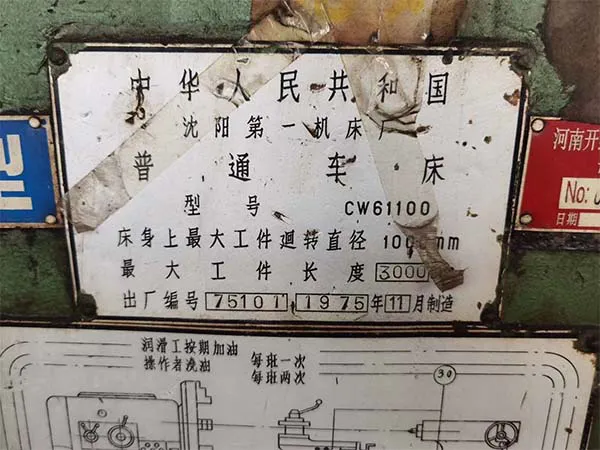 中华人民共和国
沈阳第一机床厂
普通车床
型号 CW61100
床身上最大工件廻转直径 1000mm
最大工件长度 3000
出厂编号 75101 1975年11月制造
河南开
No:
日期
润滑工按期加油 每班一次
操作者浇油 每班两次
30